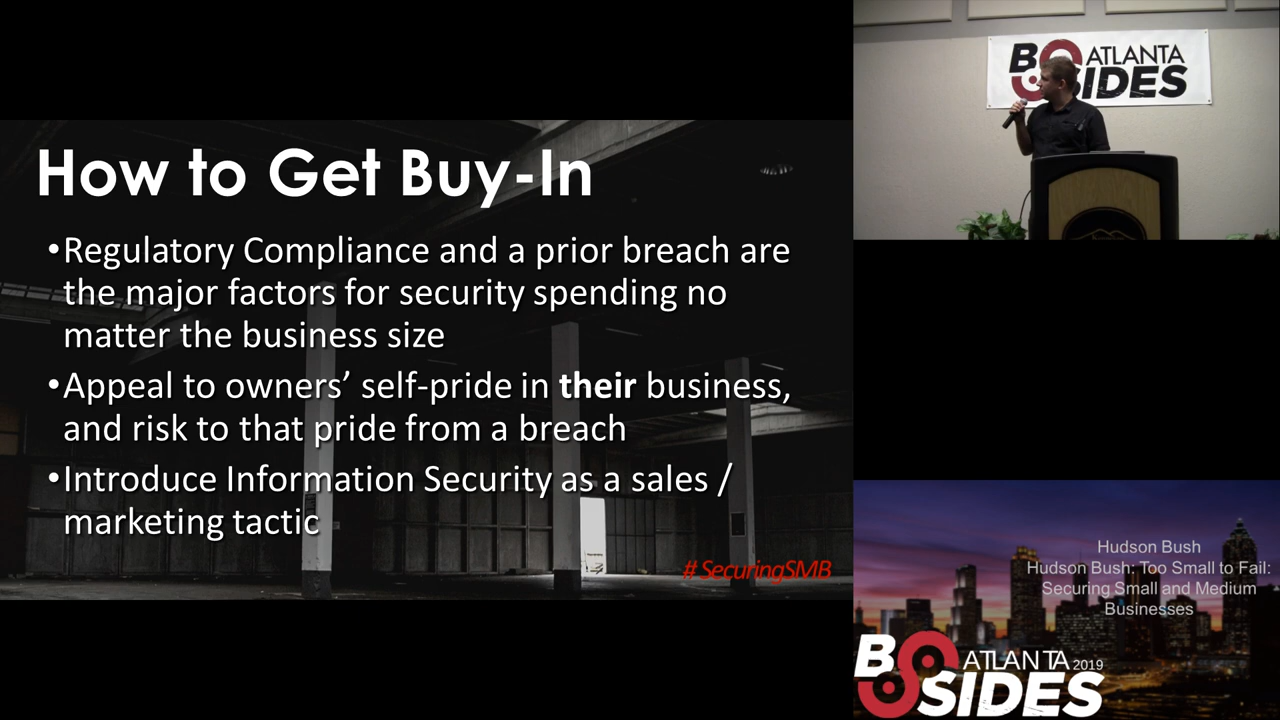 How to Get Buy-In
•Regulatory Compliance and a prior breach are
the major factors for security spending no
matter the business size
•Appeal to owners’ self-pride in their business,
and risk to that pride from a breach
•Introduce Information Security as a sales /
marketing tactic
#SecuringSMB
B ATLANTA
SIDES
Hudson Bush
Hudson Bush: Too Small to Fail:
Securing Small and Medium
Businesses
B ATLANTA 2019
SIDES